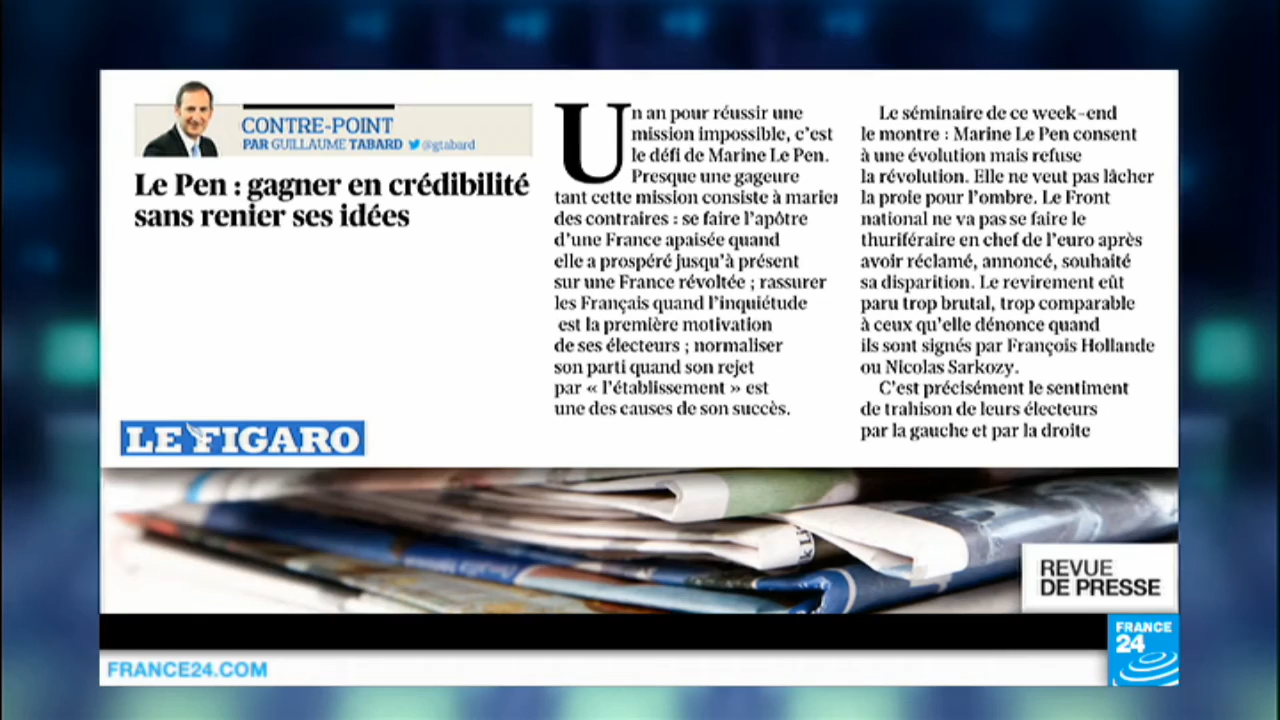 CONTRE-POINT
PAR GUILLAUME TABARD @gtabard
Le Pen : gagner en crédibilité
sans renier ses idées
Un an pour réussir une
mission impossible, c'est
le défi de Marine Le Pen.
Presque une gageure
tant cette mission consiste à marier
des contraires : se faire l'apôtre
d'une France apaisée quand
elle a prospéré jusqu'à présent
sur une France révoltée ; rassurer
les Français quand l'inquiétude
est la première motivation
de ses électeurs ; normaliser
son parti quand son rejet
par « l'établissement » est
une des causes de son succès.
Le séminaire de ce week-end
le montre : Marine Le Pen consent
à une évolution mais refuse
la révolution. Elle ne veut pas lâcher
la proie pour l'ombre. Le Front
national ne va pas se faire le
thuriféraire en chef de l'euro après
avoir réclamé, annoncé, souhaité
sa disparition. Le revirement eût
paru trop brutal, trop comparable
à ceux qu'elle dénonce quand
ils sont signés par François Hollande
ou Nicolas Sarkozy.
C'est précisément le sentiment
de trahison de leurs électeurs
par la gauche et par la droite
LE FIGARO
REVUE
DE PRESSE
FRANCE
24
FRANCE24.COM